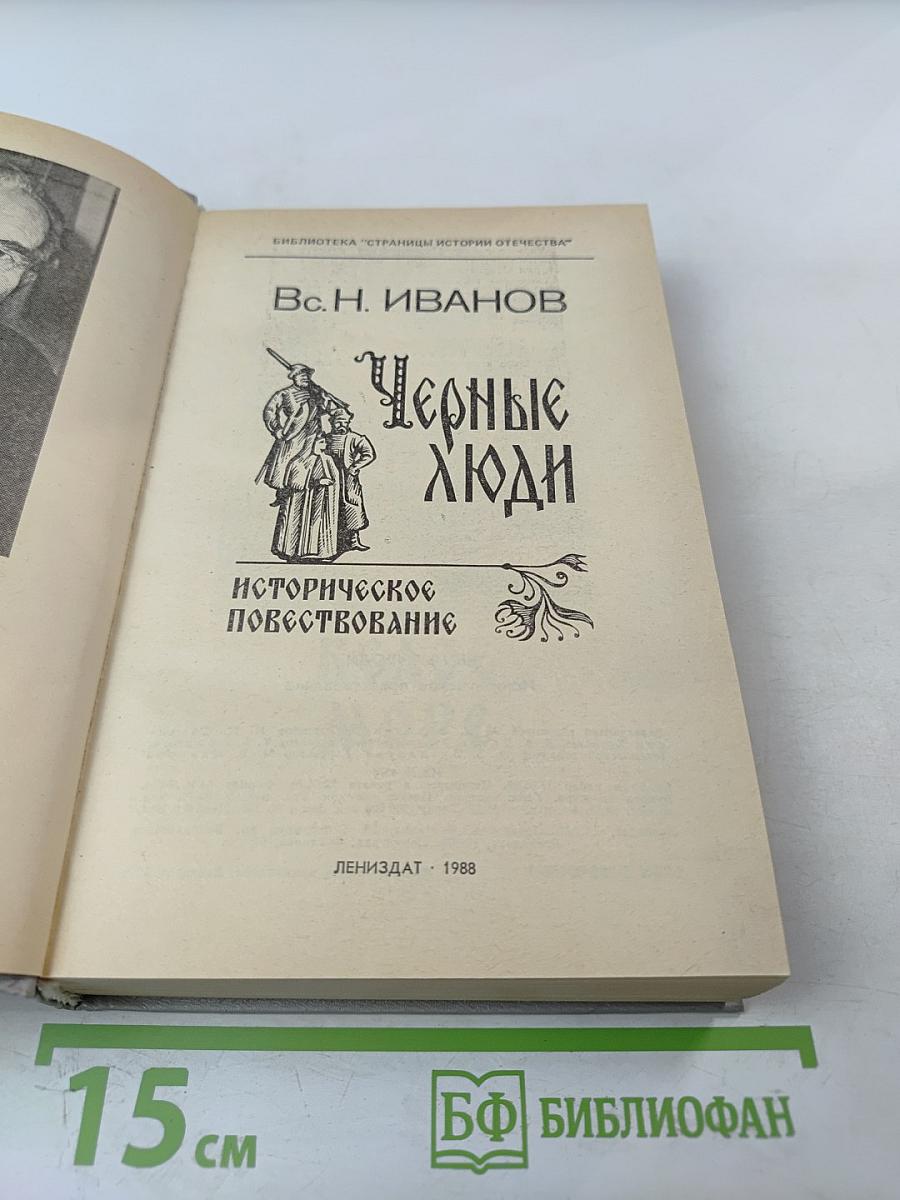 БИБЛИОТЕКА "СТРАНИЦЫ ИСТОРИИ ОТЕЧЕСТВА"
Вс. Н. ИВАНОВ
Черные
люди
ИСТОРИЧЕСКОЕ
ПОВЕСТВОВАНИЕ
ЛЕНИЗДАТ · 1988
15 см
БФ БИБЛИОФАН